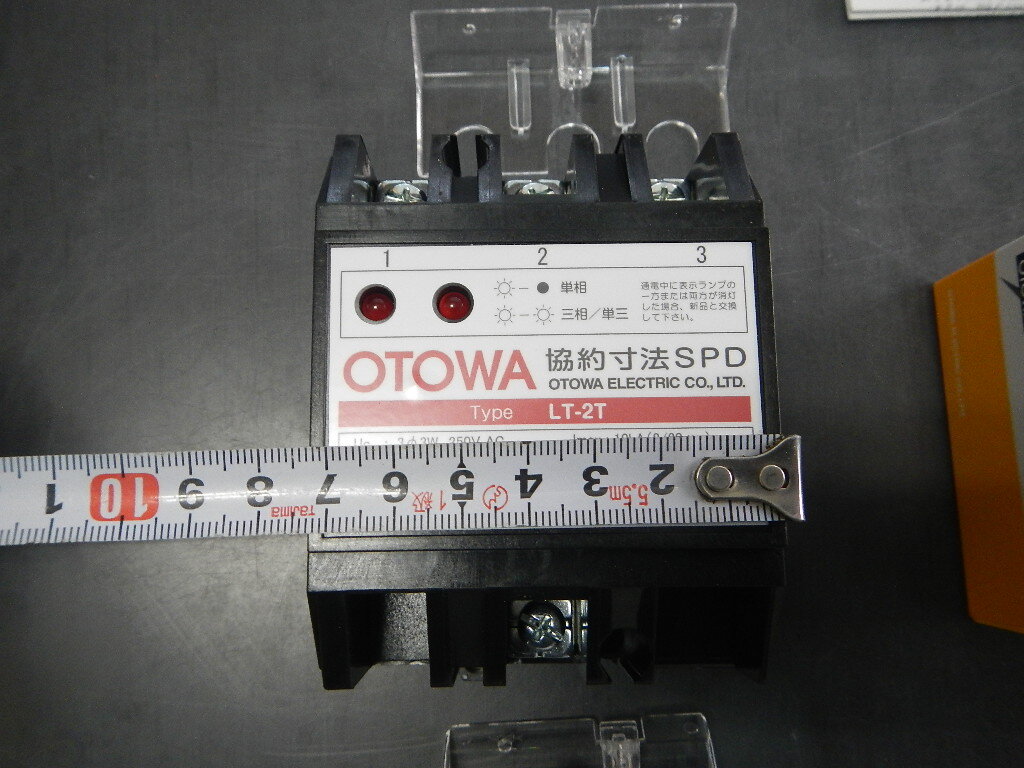 1 2 3
単相
三相/単三
通電中に表示ランプの
一方または両方が消灯
した場合、新品と交換
して下さい。
OTOWA 協約寸法SPD
OTOWA ELECTRIC CO., LTD.
Type LT-2T
1 10 9 8 7 6 5 4 3 2
Tajima 1級 5.5m